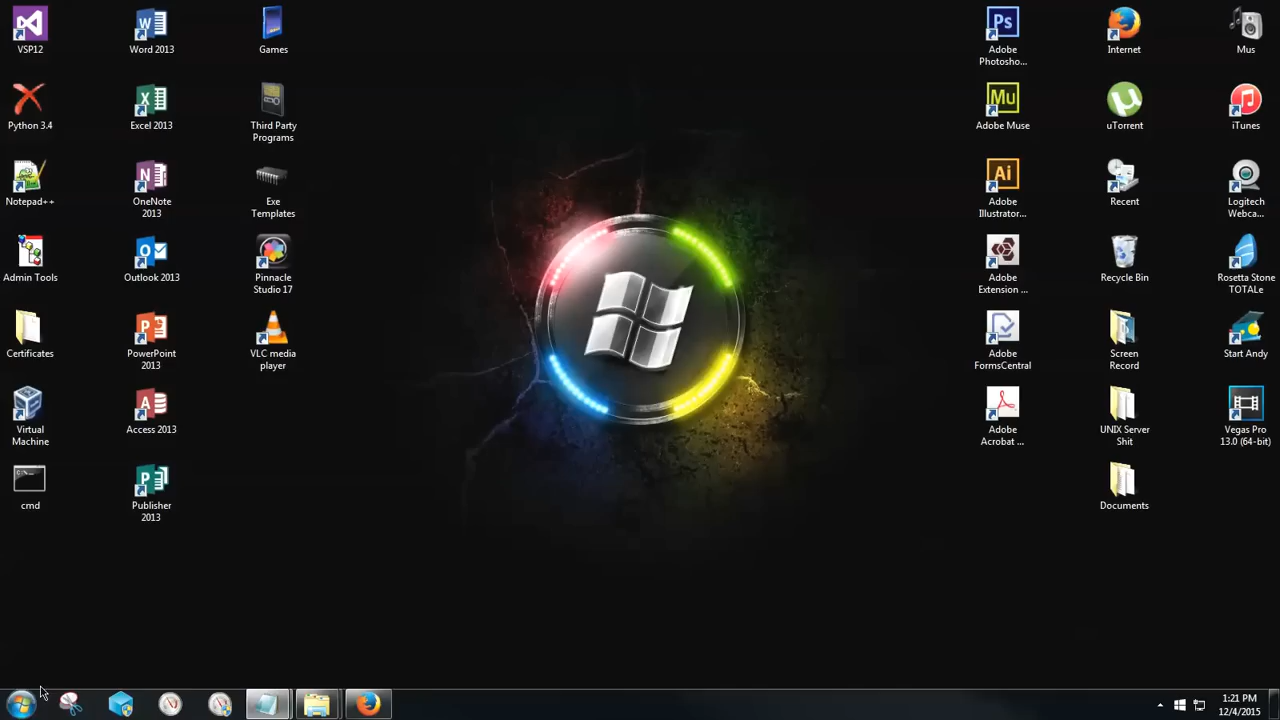 VSP12
Word 2013
Games
Ps
Adobe
Photosho...
Internet
Mus
Python 3.4
Excel 2013
Third Party
Programs
Mu
Adobe Muse
uTorrent
iTunes
Notepad++
OneNote
2013
Exe
Templates
Ai
Adobe
Illustrator...
Recent
Logitech
Webca...
Admin Tools
Outlook 2013
Pinnacle
Studio 17
Adobe
Extension ...
Recycle Bin
Rosetta Stone
TOTALe
Certificates
PowerPoint
2013
VLC media
player
Adobe
FormsCentral
Screen
Record
Start Andy
Virtual
Machine
Access 2013
Adobe
Acrobat ...
UNIX Server
Shit
Vegas Pro
13.0 (64-bit)
cmd
Publisher
2013
Documents
1:21 PM
12/4/2015